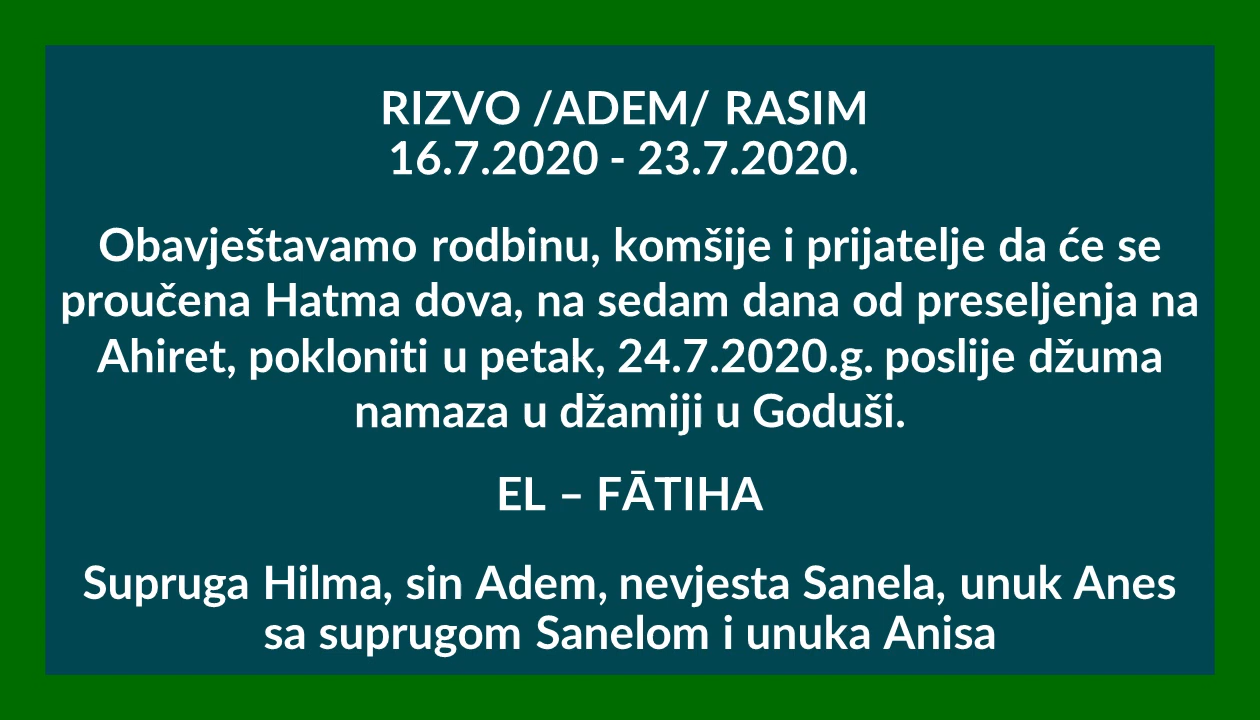 RIZVO /ADEM/ RASIM
16.7.2020 - 23.7.2020.
Obavještavamo rodbinu, komšije i prijatelje da će se
proučena Hatma dova, na sedam dana od preseljenja na
Ahiret, pokloniti u petak, 24.7.2020.g. poslije džuma
namaza u džamiji u Goduši.
EL – FĀTIHA
Supruga Hilma, sin Adem, nevjesta Sanela, unuk Anes
sa suprugom Sanelom i unuka Anisa